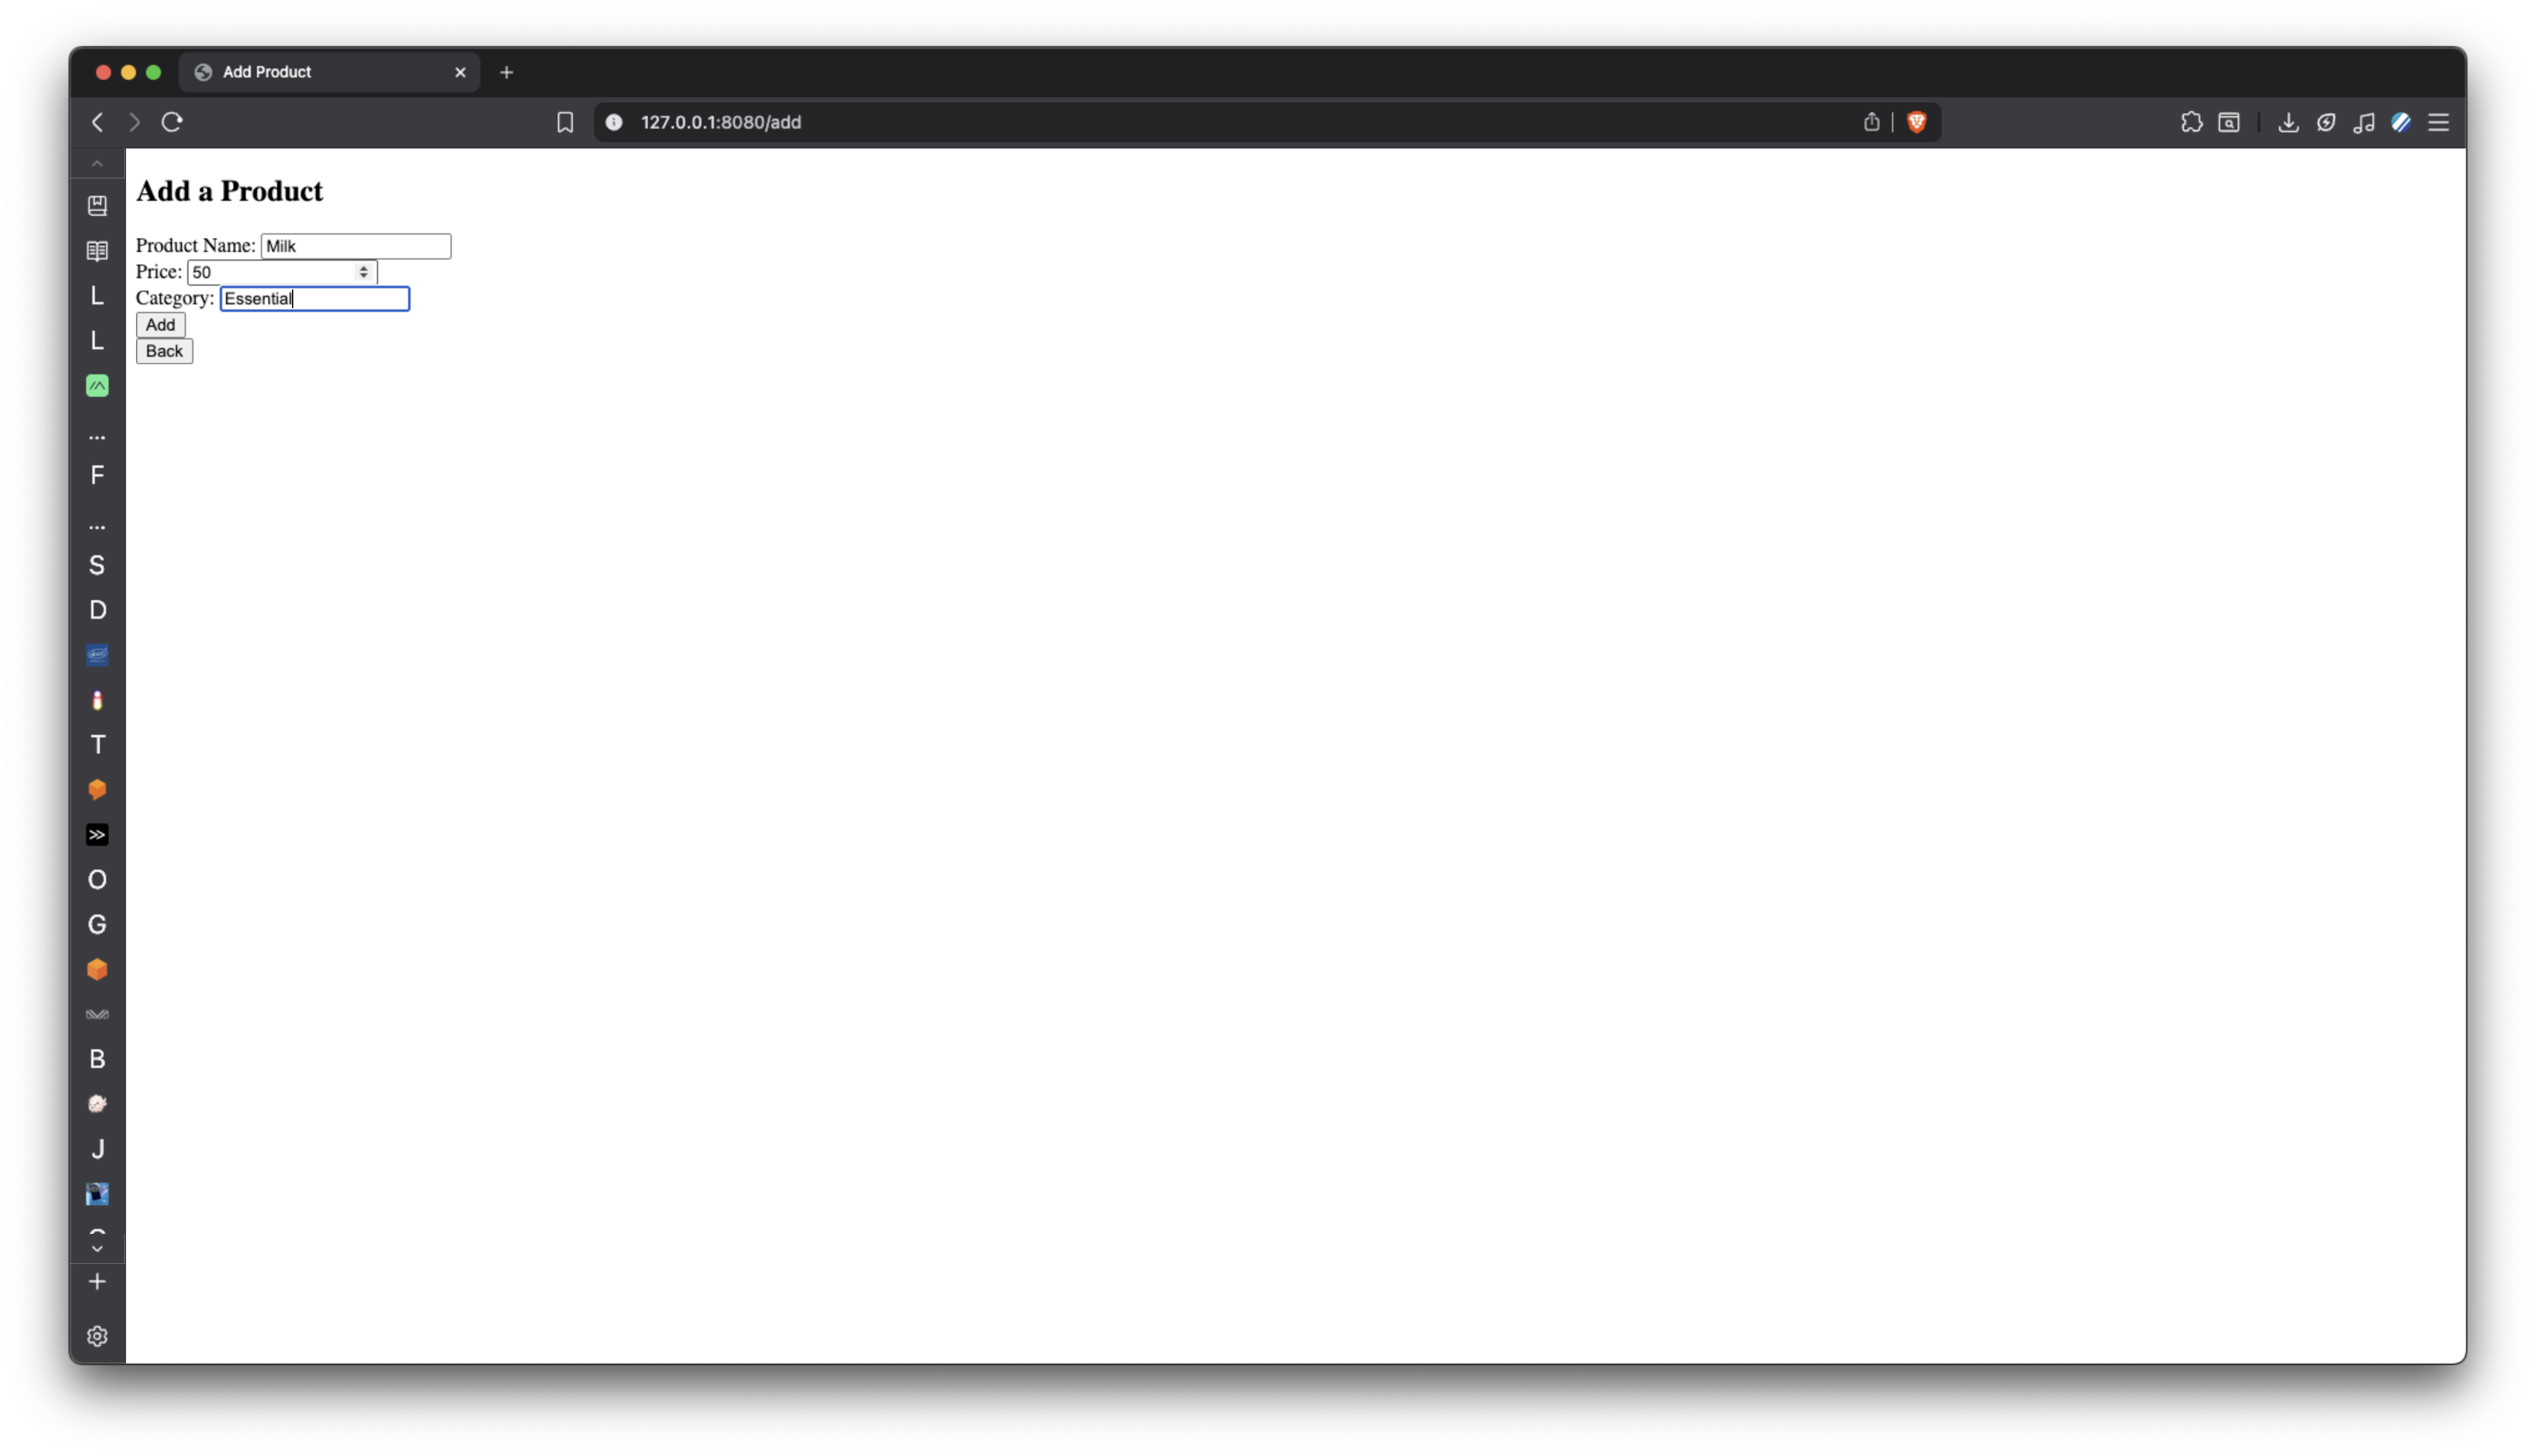 Add Product
127.0.0.1:8080/add
Add a Product
Product Name: Milk
Price: 50
Category: Essential
Add
Back
L
L
...
F
...
S
D
T
O
G
B
J